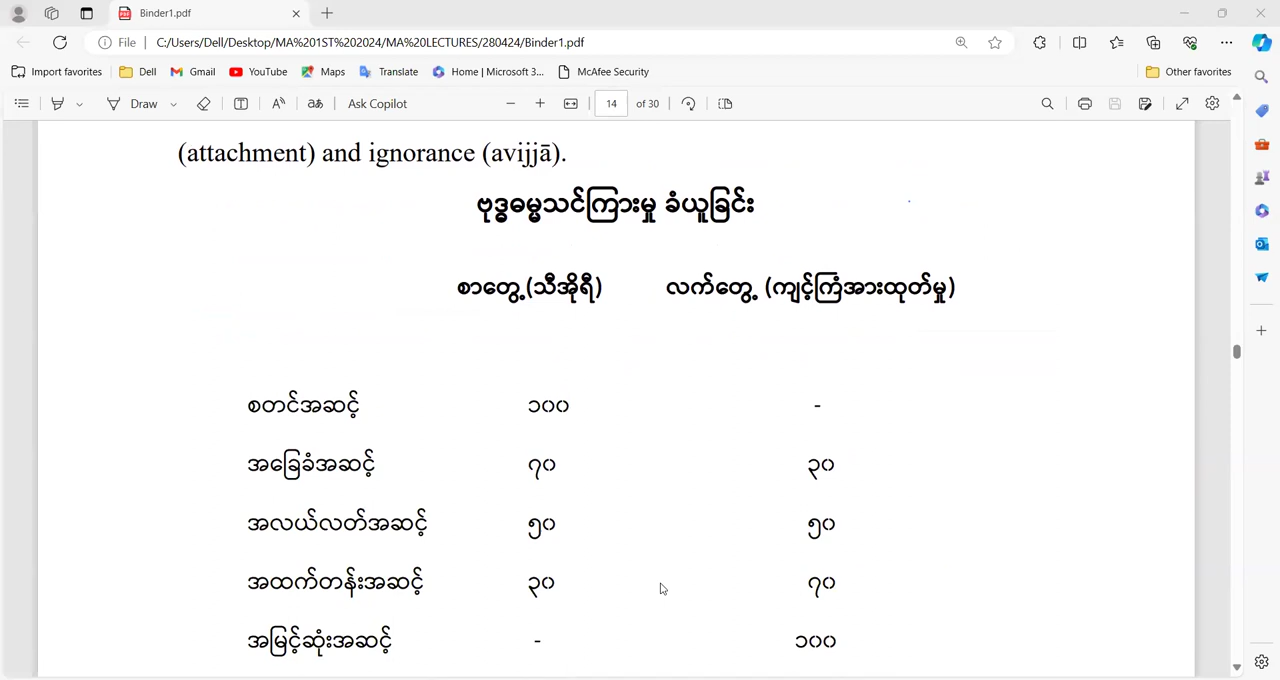 Binder1.pdf
File C:/Users/Dell/Desktop/MA%201ST%202024/MA%20LECTURES/280424/Binder1.pdf
Import favorites Dell Gmail YouTube Maps Translate Home | Microsoft 3... McAfee Security Other favorites
Draw Ask Copilot 14 of 30
(attachment) and ignorance (avijjā).
ဗုဒ္ဓဓမ္မသင်ကြားမှု ခံယူခြင်း
စာတွေ့(သီအိုရီ) လက်တွေ့ (ကျင့်ကြံအားထုတ်မှု)
စတင်အဆင့် ၁၀၀ -
အခြေခံအဆင့် ၇၀ ၃၀
အလယ်လတ်အဆင့် ၅၀ ၅၀
အထက်တန်းအဆင့် ၃၀ ၇၀
အမြင့်ဆုံးအဆင့် - ၁၀၀